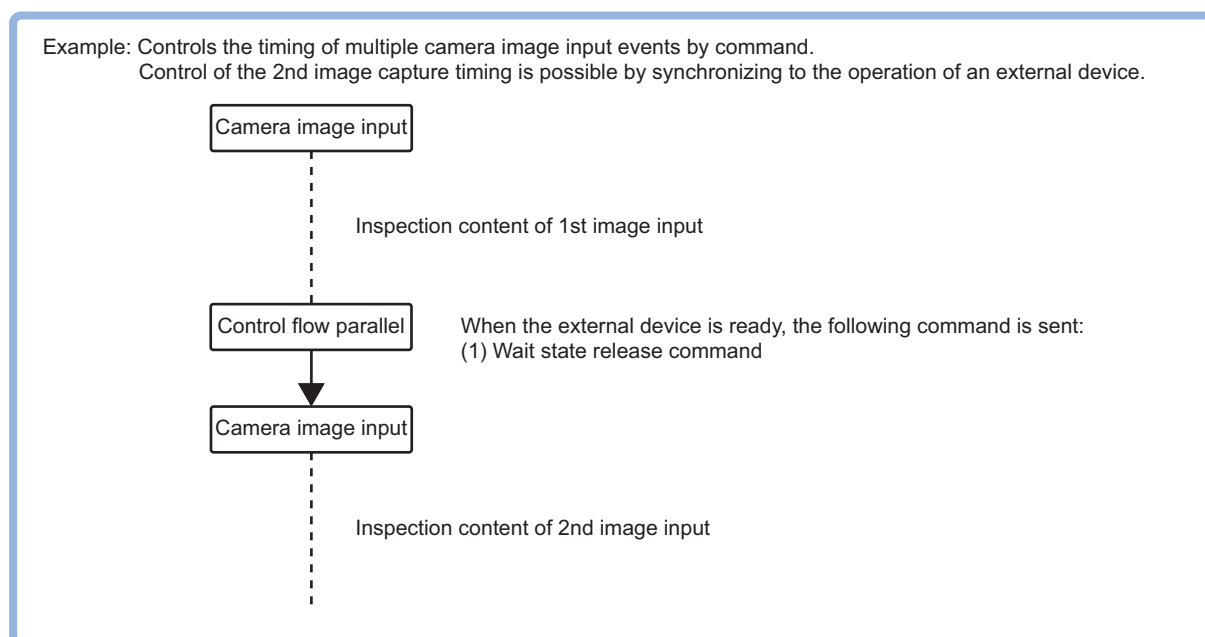 Example: Controls the timing of multiple camera image input events by command.
Control of the 2nd image capture timing is possible by synchronizing to the operation of an external device.
Camera image input
Inspection content of 1st image input
Control flow parallel
When the external device is ready, the following command is sent:
(1) Wait state release command
Camera image input
Inspection content of 2nd image input